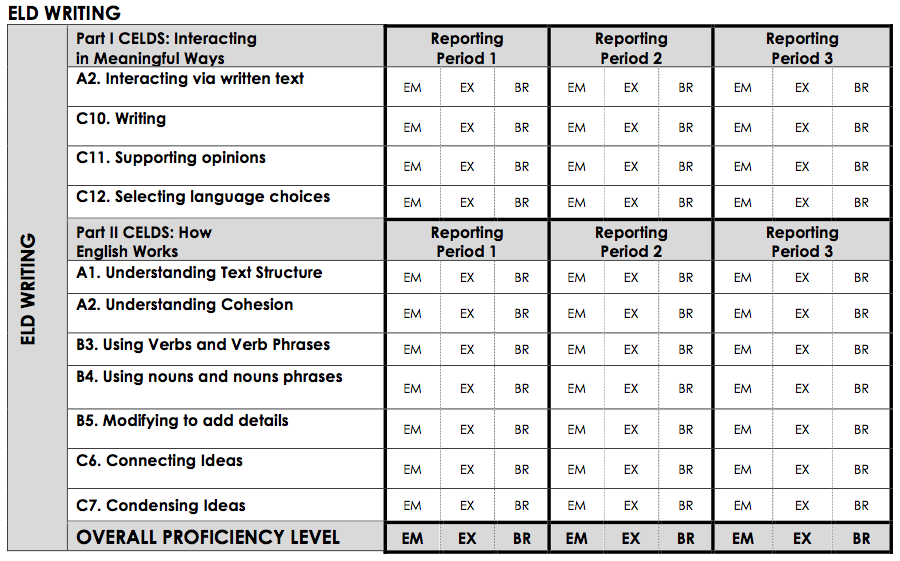 ELD WRITING
ELD WRITING
Part I CELDS: Interacting in Meaningful Ways Reporting Period 1 Reporting Period 2 Reporting Period 3
A2. Interacting via written text EM EX BR EM EX BR EM EX BR
C10. Writing EM EX BR EM EX BR EM EX BR
C11. Supporting opinions EM EX BR EM EX BR EM EX BR
C12. Selecting language choices EM EX BR EM EX BR EM EX BR
Part II CELDS: How English Works Reporting Period 1 Reporting Period 2 Reporting Period 3
A1. Understanding Text Structure EM EX BR EM EX BR EM EX BR
A2. Understanding Cohesion EM EX BR EM EX BR EM EX BR
B3. Using Verbs and Verb Phrases EM EX BR EM EX BR EM EX BR
B4. Using nouns and nouns phrases EM EX BR EM EX BR EM EX BR
B5. Modifying to add details EM EX BR EM EX BR EM EX BR
C6. Connecting Ideas EM EX BR EM EX BR EM EX BR
C7. Condensing Ideas EM EX BR EM EX BR EM EX BR
OVERALL PROFICIENCY LEVEL EM EX BR EM EX BR EM EX BR